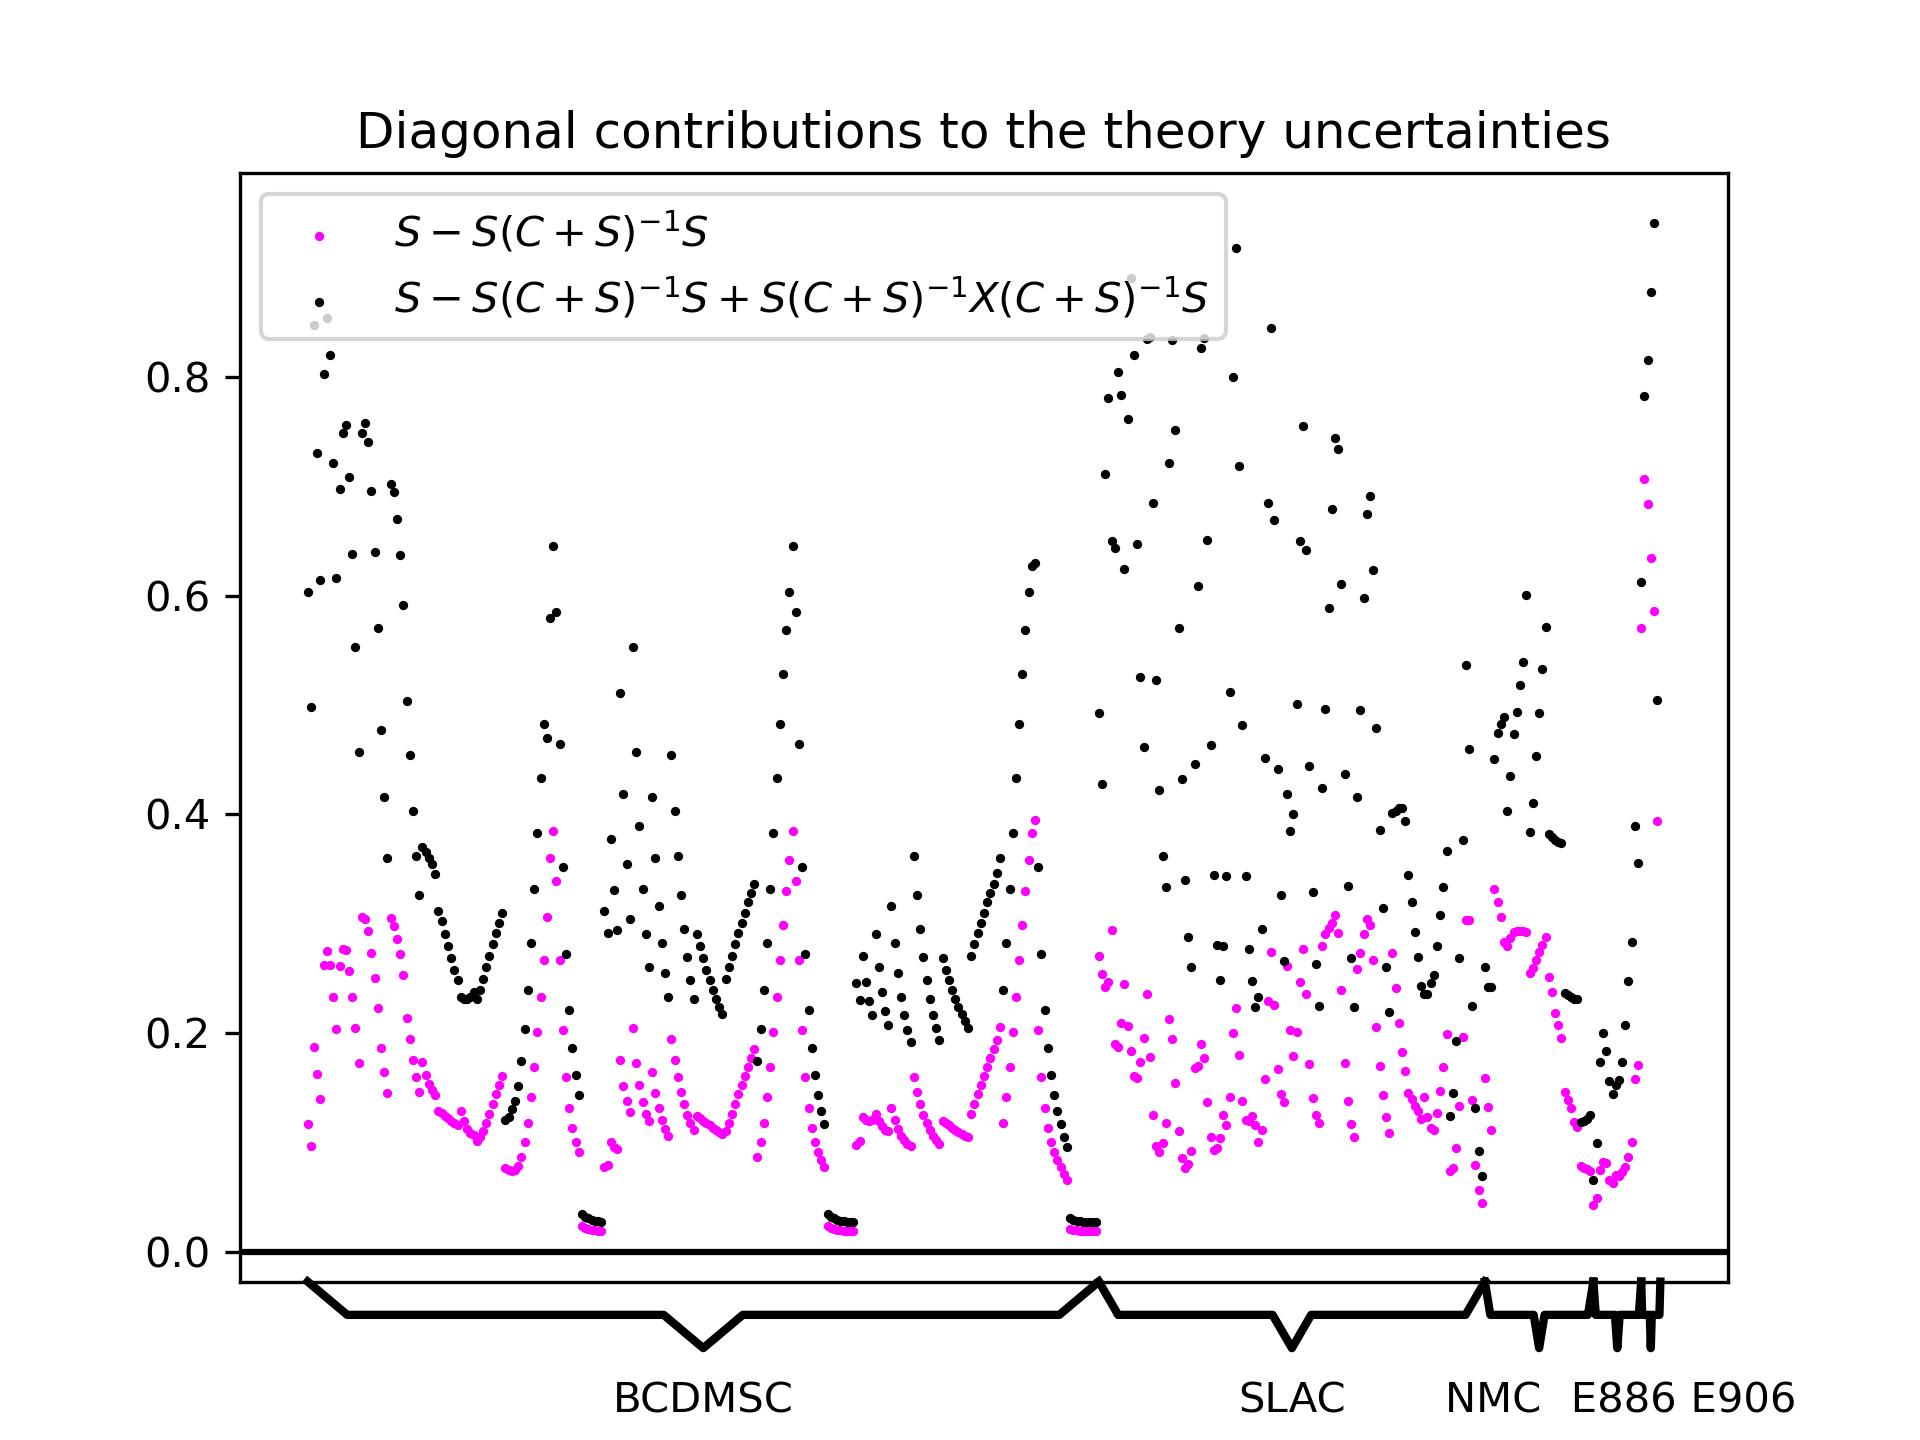 Diagonal contributions to the theory uncertainties
S − S(C + S)⁻¹S
S − S(C + S)⁻¹S + S(C + S)⁻¹X(C + S)⁻¹S
0.8
0.6
0.4
0.2
0.0
BCDMSC SLAC NMC E886 E906